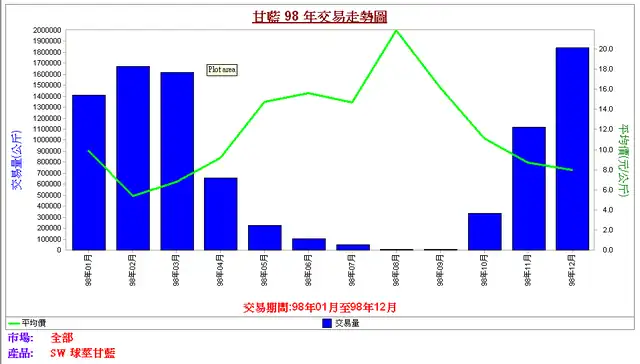 甘藍 98 年交易走勢圖
2000000
1900000
1800000
1700000
1600000
1500000
1400000
1300000
1200000
1100000
1000000
900000
800000
700000
600000
500000
400000
300000
200000
100000
0
交易量(公斤)
Plot area
20.0
18.0
16.0
14.0
12.0
10.0
8.0
6.0
4.0
2.0
0.0
平均價(元/公斤)
98年01月
98年02月
98年03月
98年04月
98年05月
98年06月
98年07月
98年08月
98年09月
98年10月
98年11月
98年12月
交易期間:98年01月至98年12月
平均價 交易量
市場: 全部
產品: SW 球莖甘藍